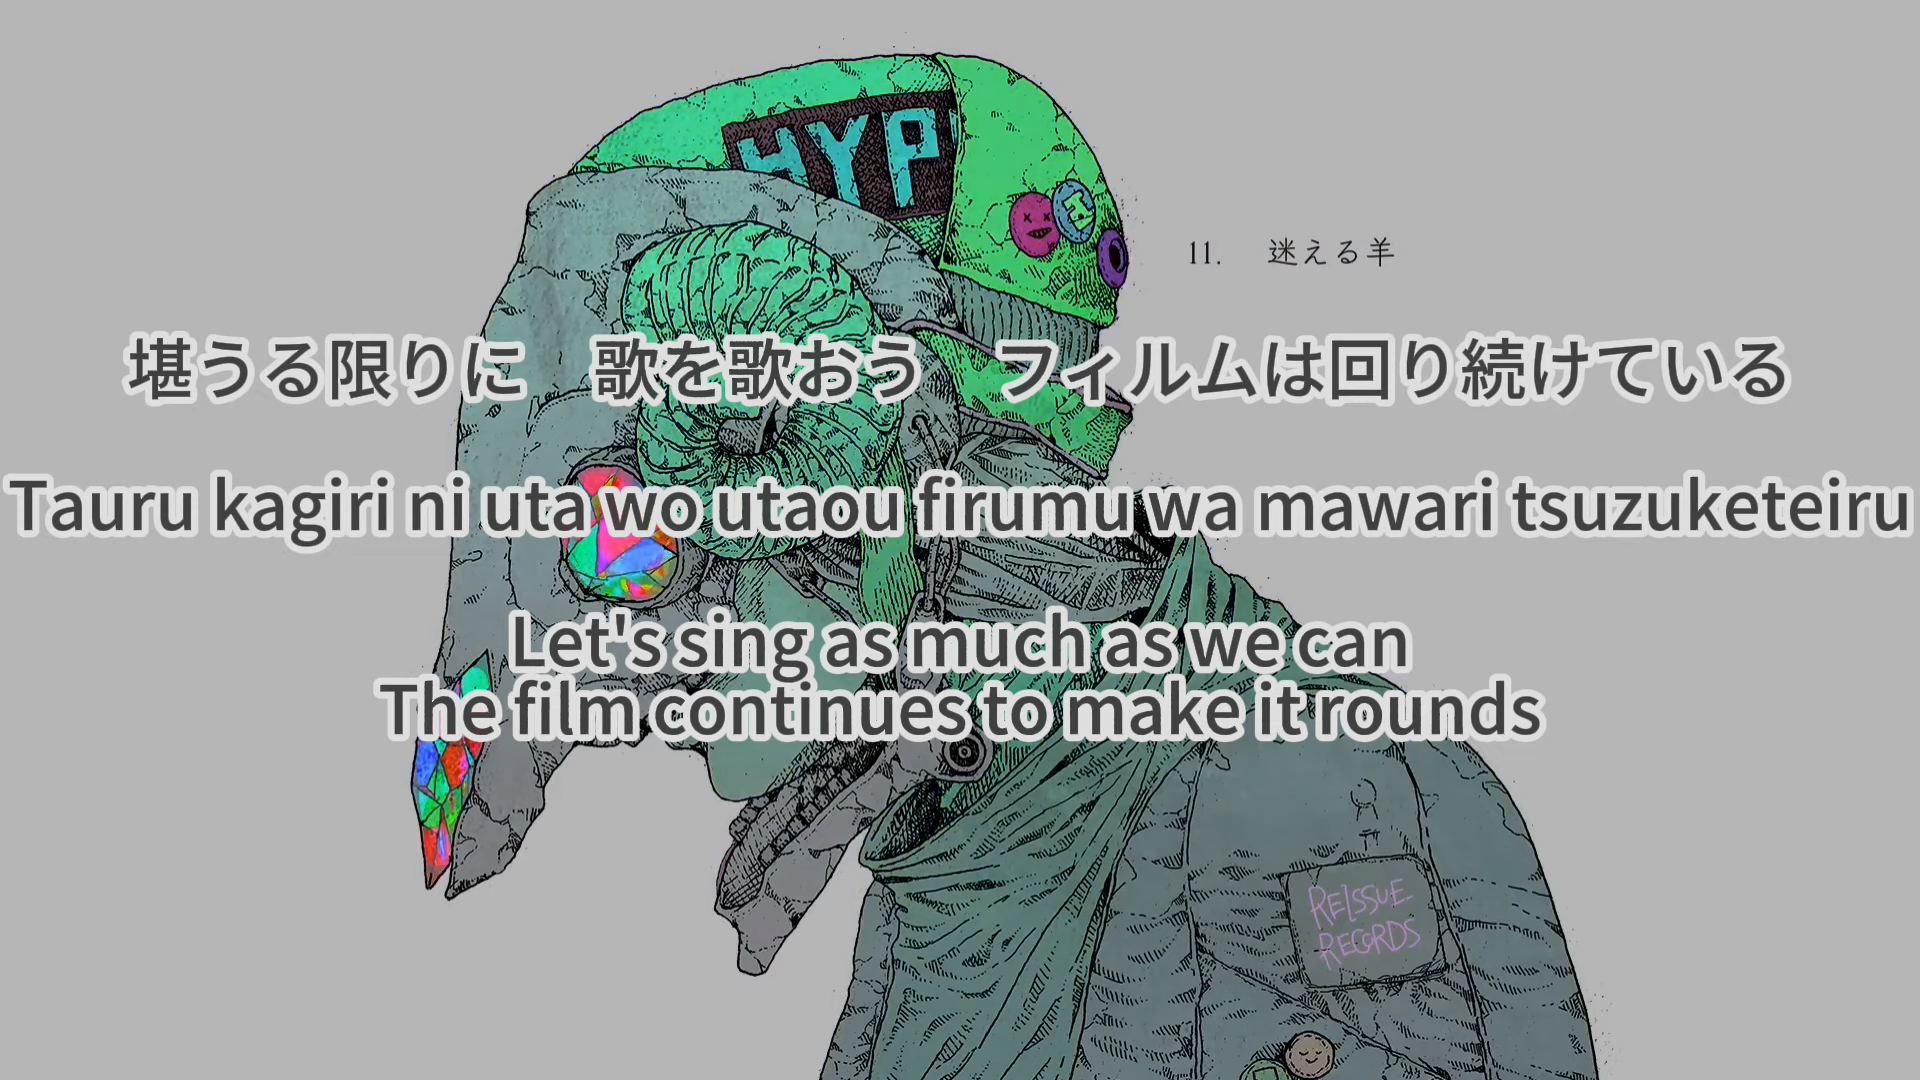 HYP
11.　迷える羊
堪うる限りに　歌を歌おう　フィルムは回り続けている
Tauru kagiri ni uta wo utaou firumu wa mawari tsuzuketeiru
Let's sing as much as we can
The film continues to make it rounds
REISSUE
RECORDS